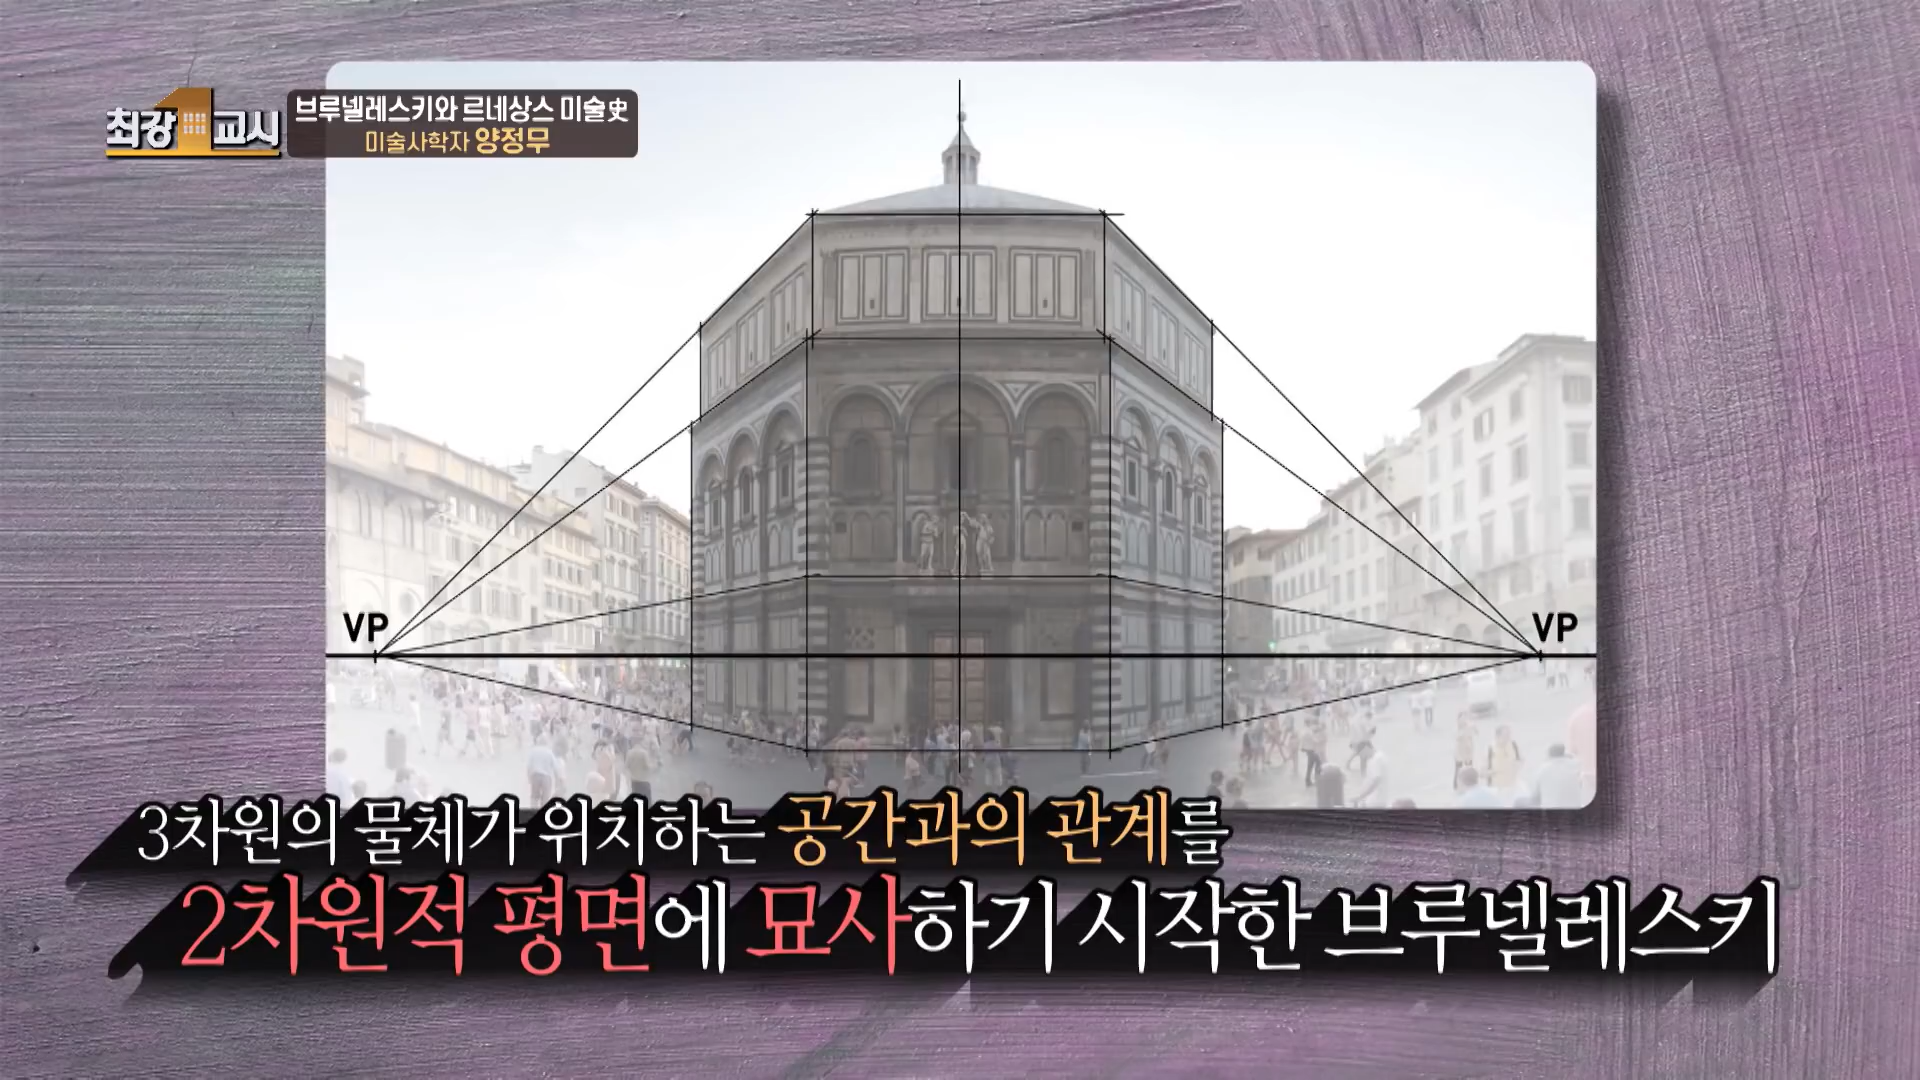 최강1교시
브루넬레스키와 르네상스 미술史
미술사학자 양정무
VP
VP
3차원의 물체가 위치하는 공간과의 관계를
2차원적 평면에 묘사하기 시작한 브루넬레스키